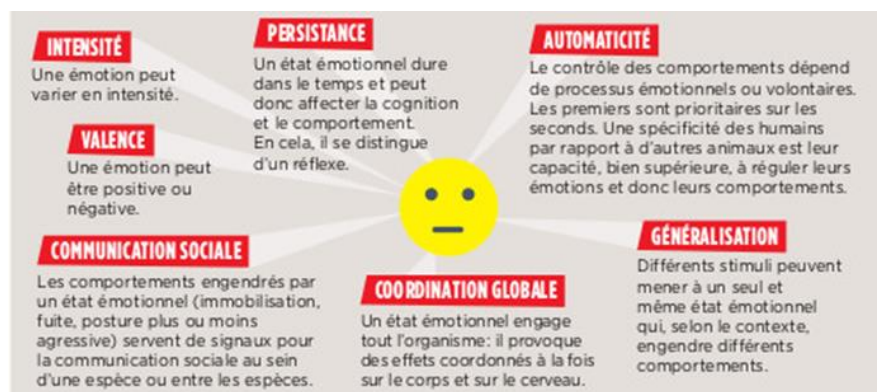 INTENSITÉ
Une émotion peut
varier en intensité.
PERSISTANCE
Un état émotionnel dure
dans le temps et peut
donc affecter la cognition
et le comportement.
En cela, il se distingue
d'un réflexe.
AUTOMATICITÉ
Le contrôle des comportements dépend
de processus émotionnels ou volontaires.
Les premiers sont prioritaires sur les
seconds. Une spécificité des humains
par rapport à d'autres animaux est leur
capacité, bien supérieure, à réguler leurs
émotions et donc leurs comportements.
VALENCE
Une émotion peut
être positive ou
négative.
COMMUNICATION SOCIALE
Les comportements engendrés par
un état émotionnel (immobilisation,
fuite, posture plus ou moins
agressive) servent de signaux pour
la communication sociale au sein
d'une espèce ou entre les espèces.
COORDINATION GLOBALE
Un état émotionnel engage
tout l'organisme: il provoque
des effets coordonnés à la fois
sur le corps et sur le cerveau.
GÉNÉRALISATION
Différents stimuli peuvent
mener à un seul et
même état émotionnel
qui, selon le contexte,
engendre différents
comportements.